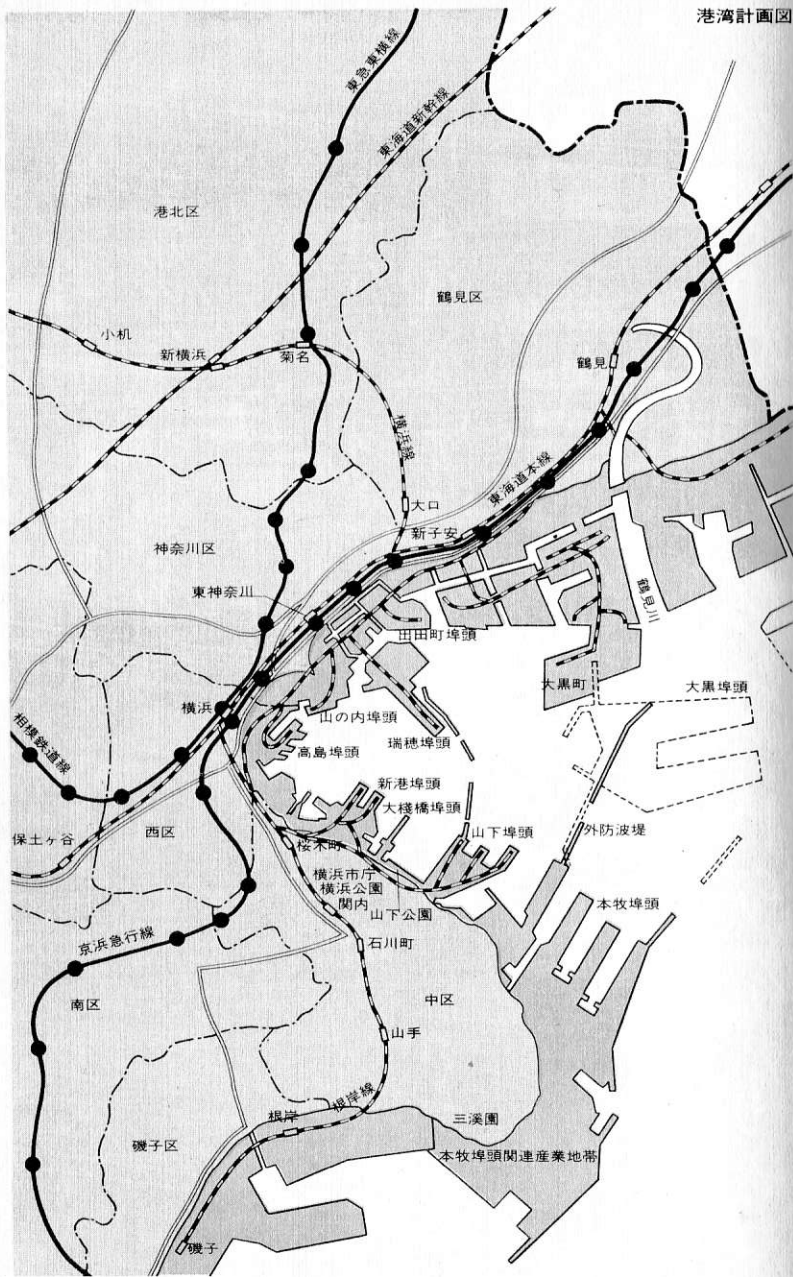 港湾計画図
東急東横線
東海道新幹線
港北区
鶴見区
小机
新横浜
菊名
鶴見
横浜線
東海道本線
大口
新子安
神奈川区
東神奈川
鶴見川
出田町埠頭
大黒町
大黒埠頭
横浜
山の内埠頭
瑞穂埠頭
高島埠頭
相模鉄道線
新港埠頭
大棧橋埠頭
山下埠頭
外防波堤
保土ヶ谷
西区
桜木町
横浜市庁
横浜公園
関内
山下公園
本牧埠頭
石川町
京浜急行線
南区
中区
山手
根岸線
根岸
三溪園
磯子区
本牧埠頭関連産業地帯
磯子